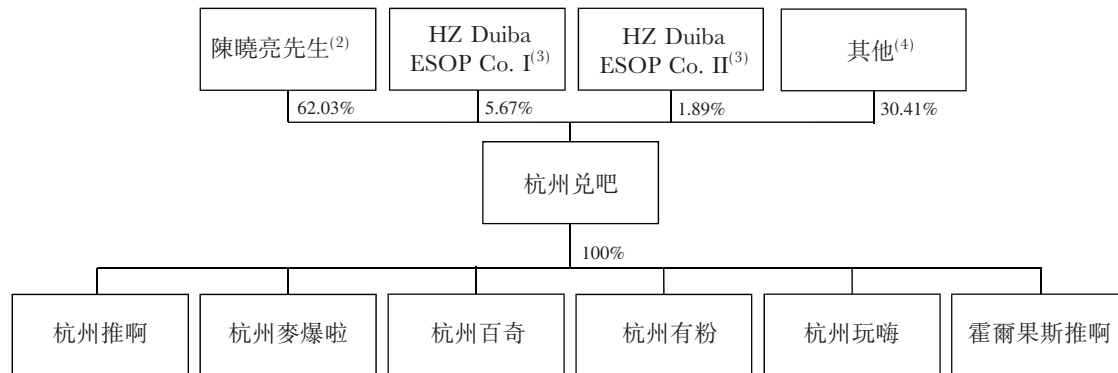 陳曉亮先生(2)
HZ Duiba
ESOP Co. I(3)
HZ Duiba
ESOP Co. II(3)
其他(4)
62.03%
5.67%
1.89%
30.41%
杭州兑吧
100%
杭州推啊
杭州麥爆啦
杭州百奇
杭州有粉
杭州玩嗨
霍爾果斯推啊